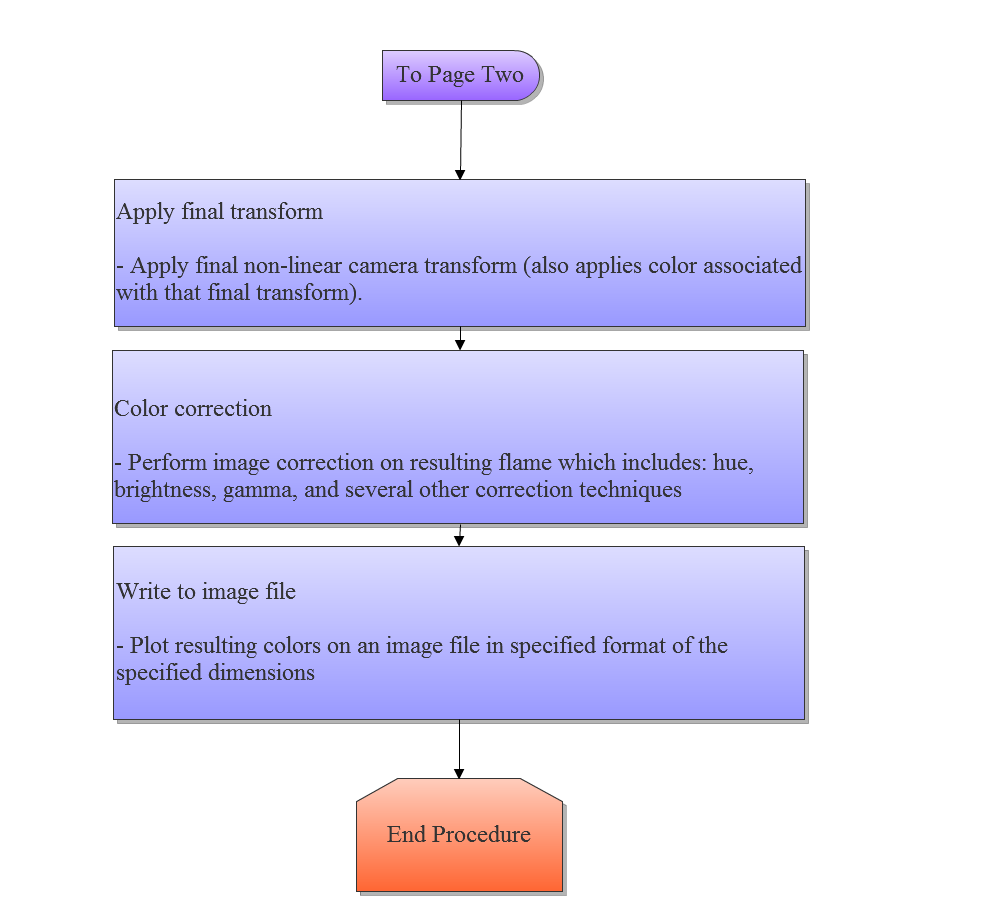 To Page Two
Apply final transform
- Apply final non-linear camera transform (also applies color associated
with that final transform).
Color correction
- Perform image correction on resulting flame which includes: hue,
brightness, gamma, and several other correction techniques
Write to image file
- Plot resulting colors on an image file in specified format of the
specified dimensions
End Procedure